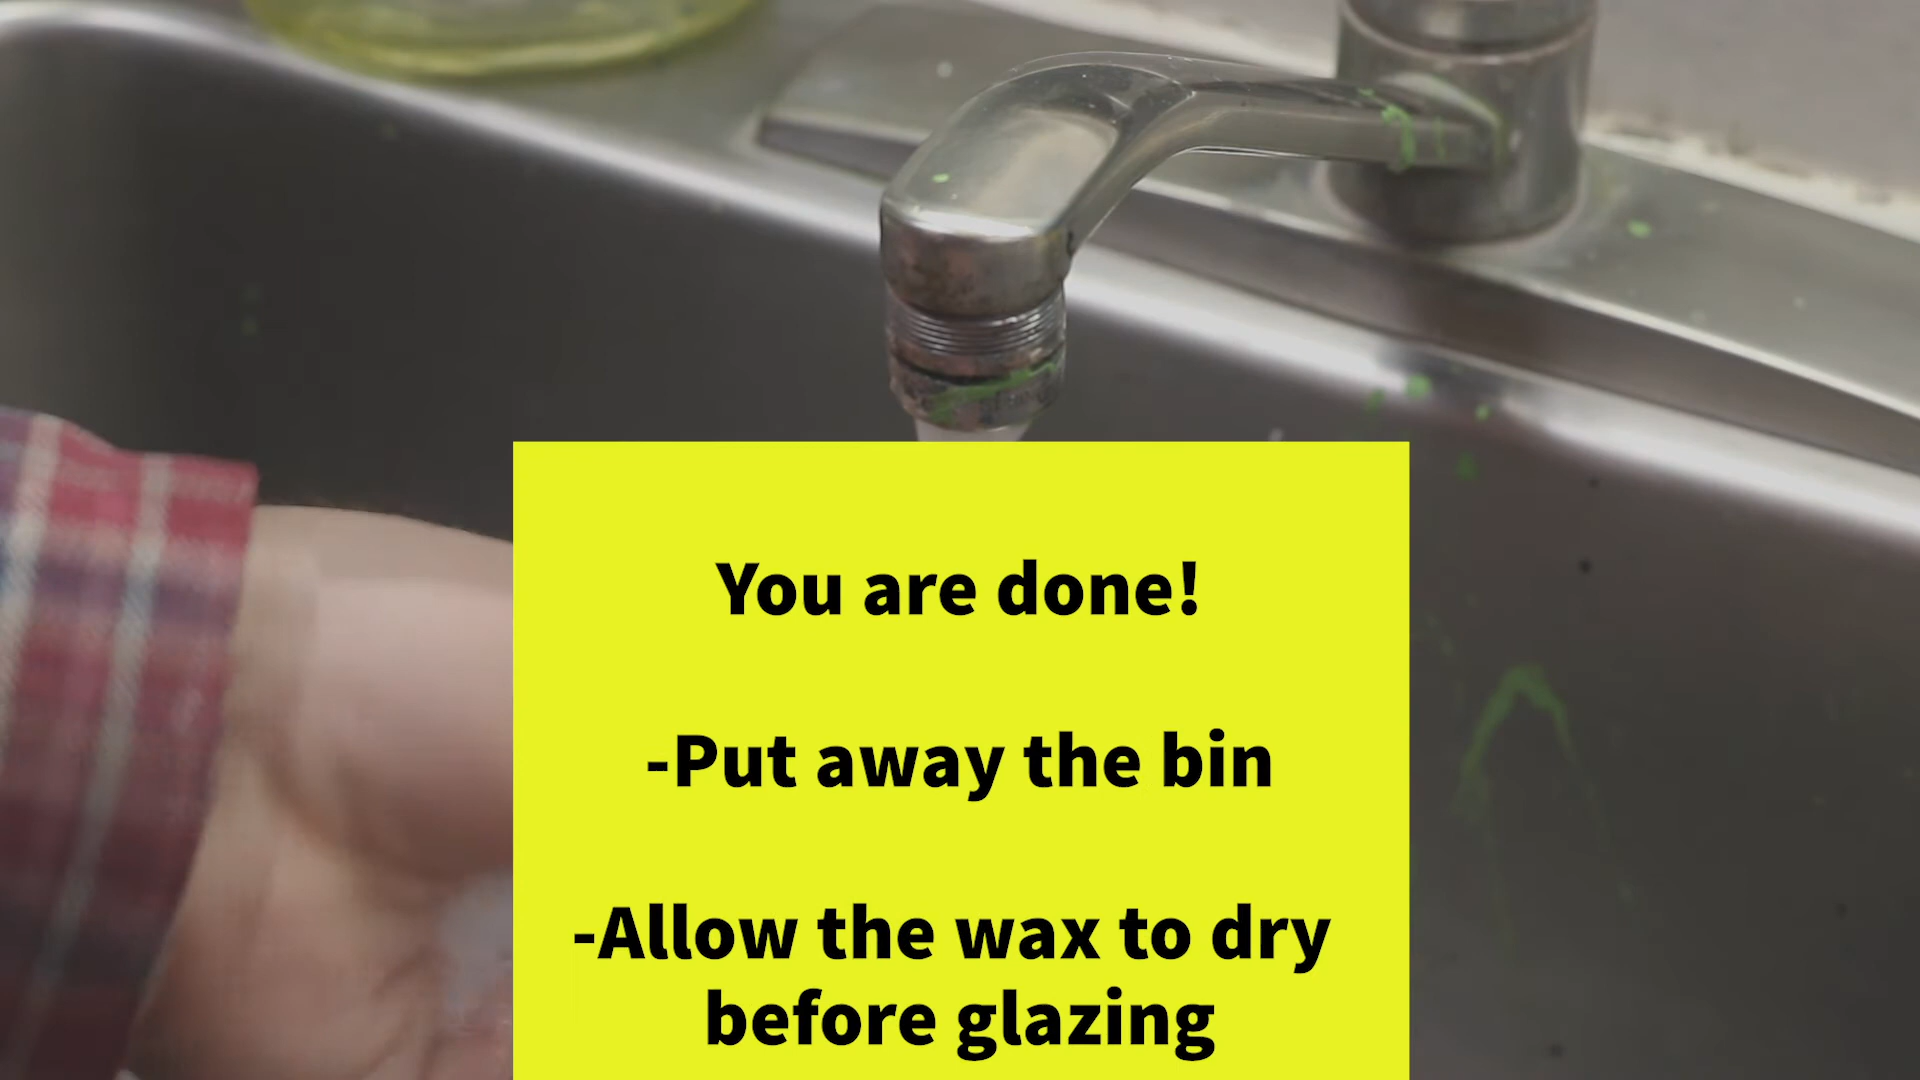 You are done!
-Put away the bin
-Allow the wax to dry
before glazing